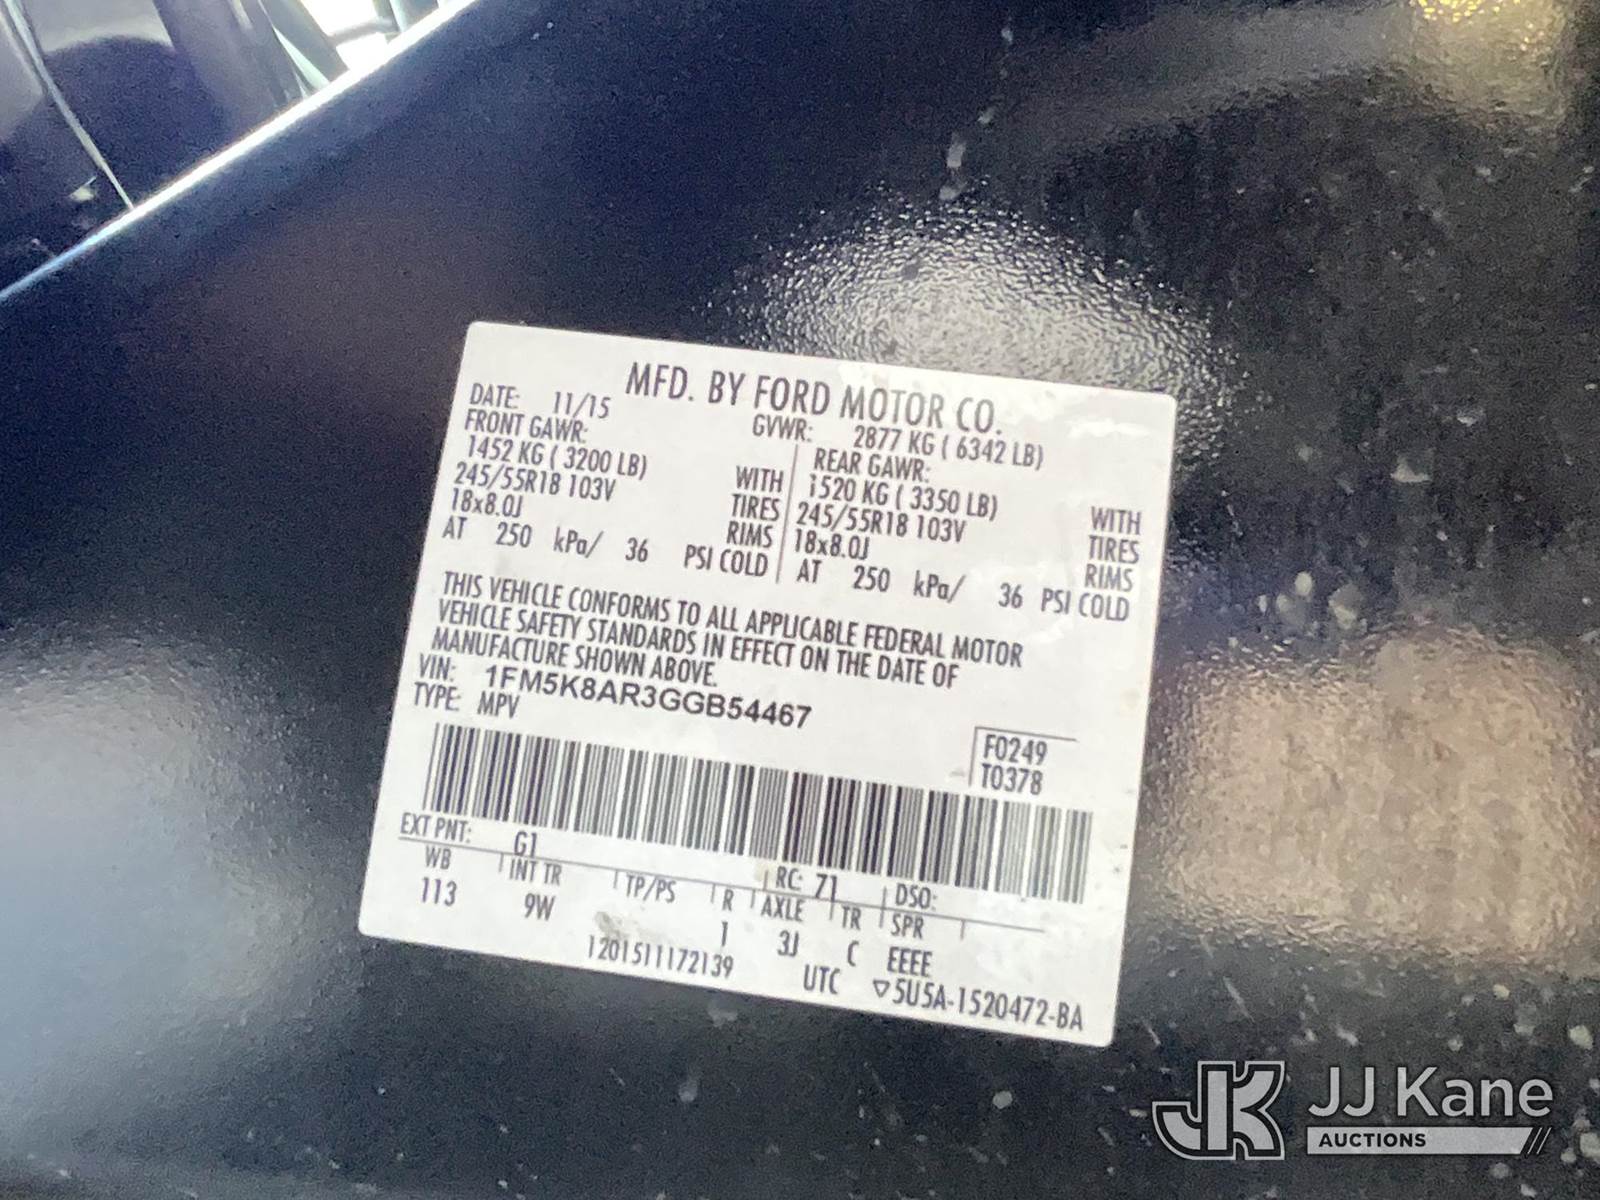 MFD. BY FORD MOTOR CO.
DATE: 11/15 GVWR: 2877 KG ( 6342 LB)
FRONT GAWR: REAR GAWR:
1452 KG ( 3200 LB) WITH 1520 KG ( 3350 LB) WITH
245/55R18 103V TIRES 245/55R18 103V TIRES
18x8.0J RIMS 18x8.0J RIMS
AT 250 kPa/ 36 PSI COLD AT 250 kPa/ 36 PSI COLD
THIS VEHICLE CONFORMS TO ALL APPLICABLE FEDERAL MOTOR
VEHICLE SAFETY STANDARDS IN EFFECT ON THE DATE OF
MANUFACTURE SHOWN ABOVE.
VIN: 1FM5K8AR3GGB54467
TYPE: MPV
F0249
T0378
EXT PNT: G1 RC: 71 DSO:
WB INT TR TP/PS R AXLE TR SPR
113 9W 1 3J C EEEE
1201511172139 UTC ▽5U5A-1520472-BA
JK JJ Kane
AUCTIONS